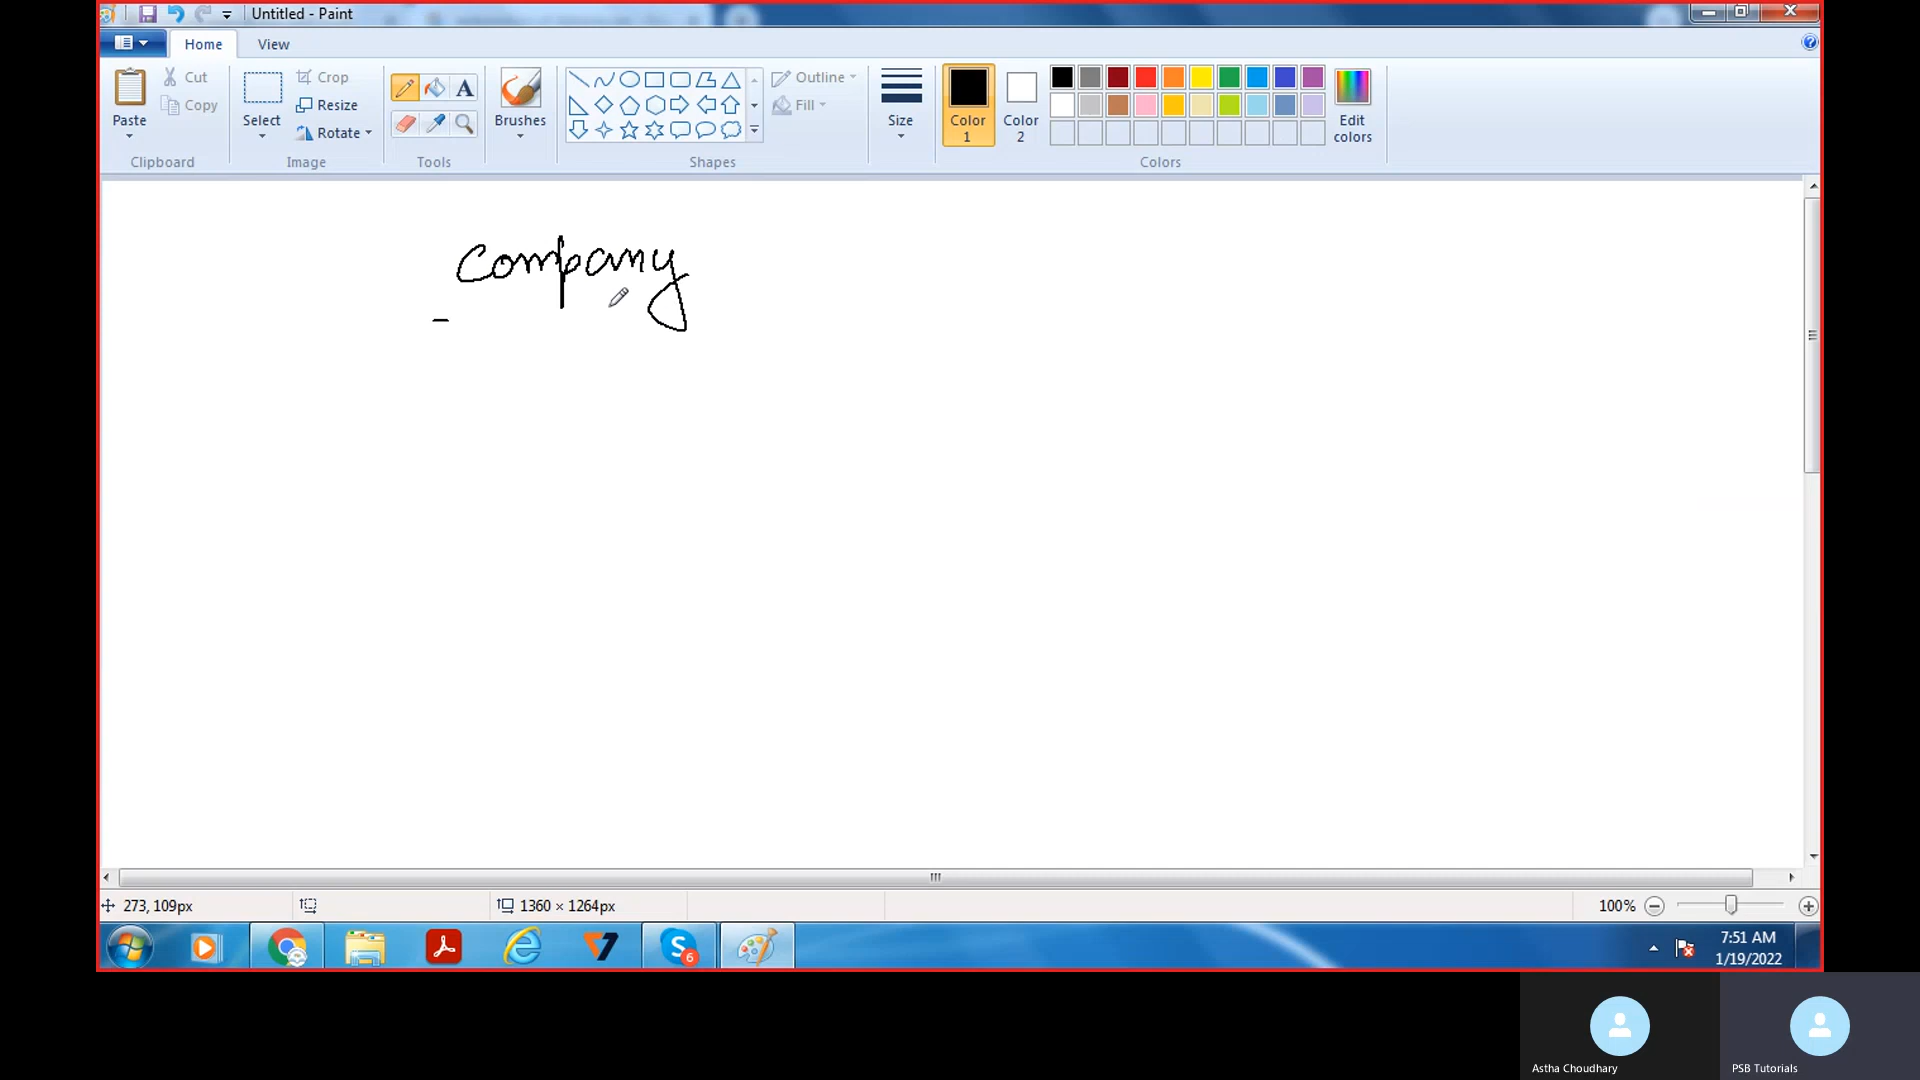 Untitled - Paint
Home View
Paste Cut Copy Clipboard
Select Crop Resize Rotate Image
Tools
Brushes
Outline Fill Shapes
Size
Color 1
Color 2
Edit colors
Colors
company
-
273, 109px 1360 × 1264px 100%
6
7:51 AM
1/19/2022
Astha Choudhary PSB Tutorials